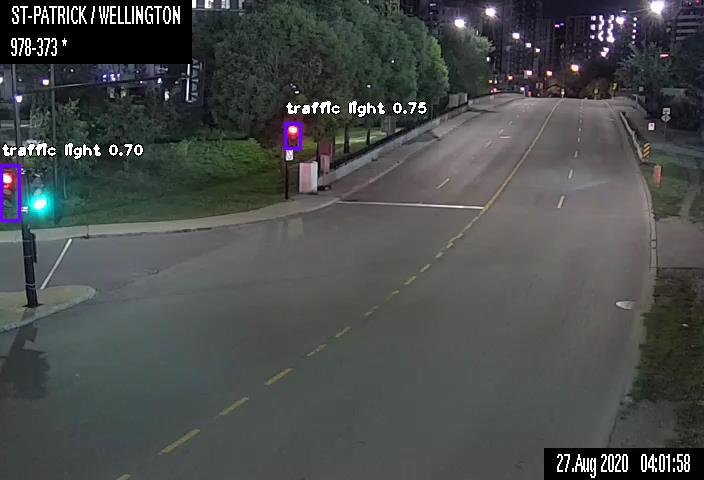 ST-PATRICK / WELLINGTON
978-373 *
traffic light 0.75
traffic light 0.70
27.Aug 2020 04:01:58